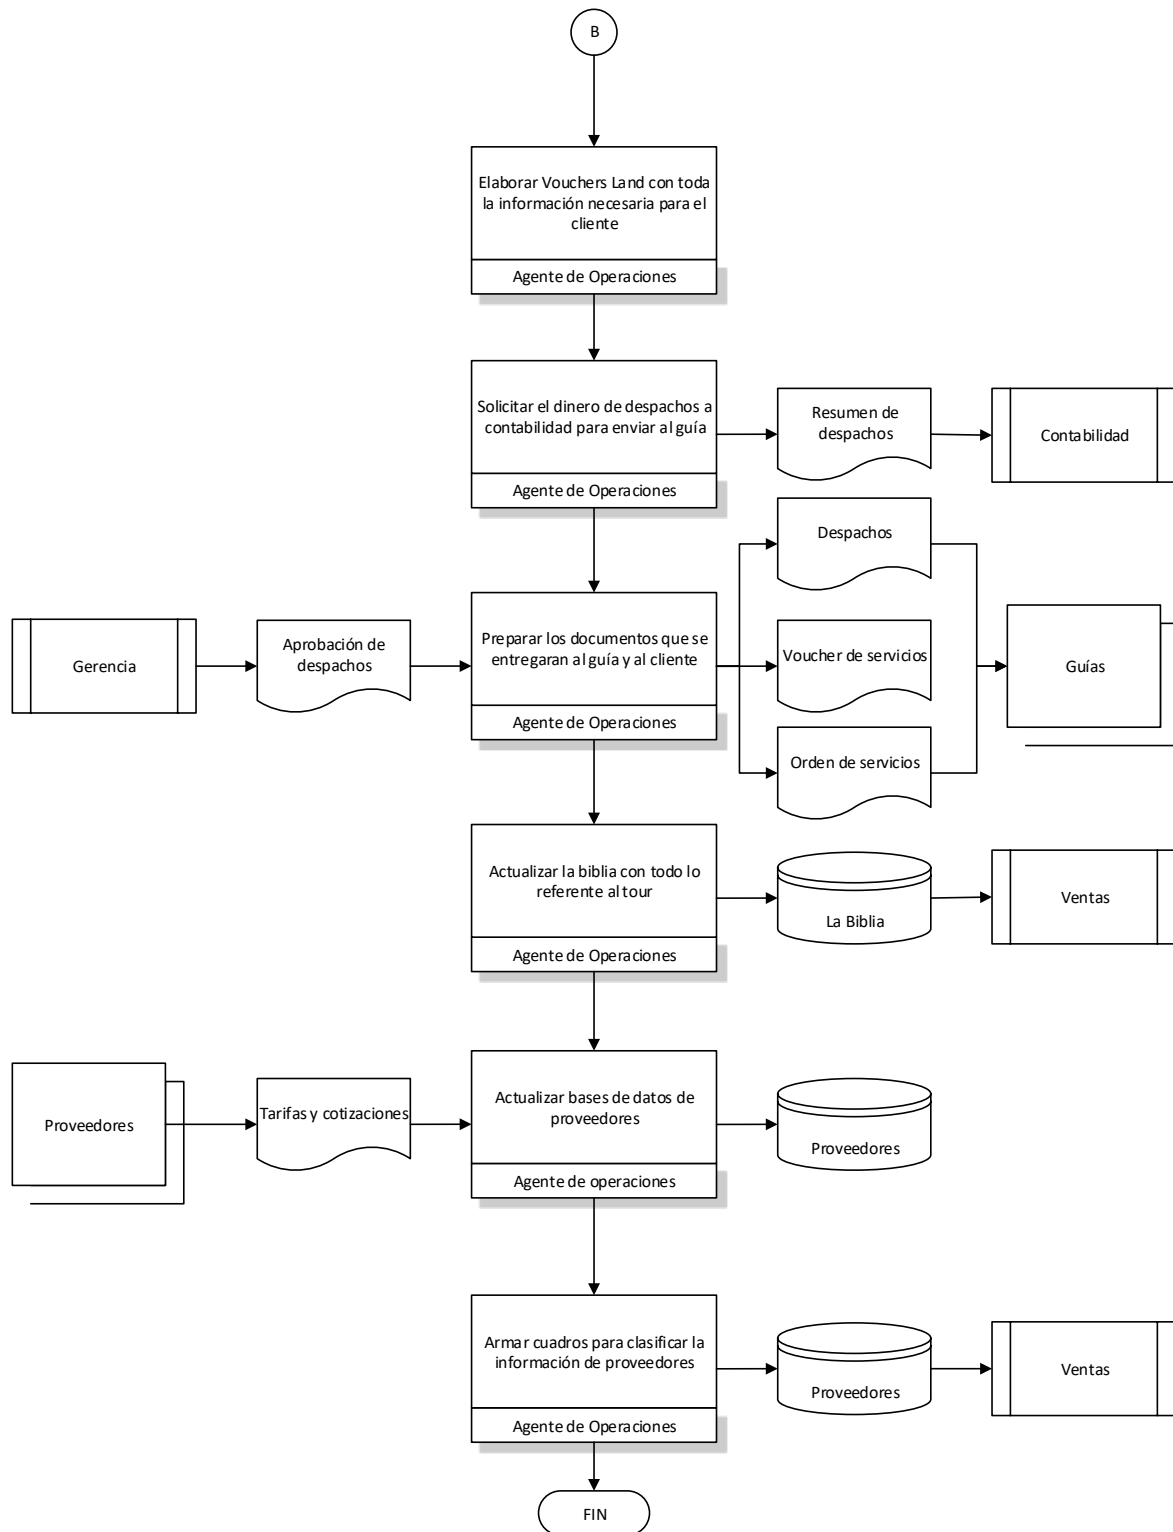 B
Elaborar Vouchers Land con toda
la información necesaria para el
cliente
Agente de Operaciones
Solicitar el dinero de despachos a
contabilidad para enviar al guía
Agente de Operaciones
Resumen de
despachos
Contabilidad
Despachos
Gerencia
Aprobación de
despachos
Preparar los documentos que se
entregaran al guía y al cliente
Agente de Operaciones
Voucher de servicios
Guías
Orden de servicios
Actualizar la biblia con todo lo
referente al tour
Agente de Operaciones
La Biblia
Ventas
Proveedores
Tarifas y cotizaciones
Actualizar bases de datos de
proveedores
Agente de operaciones
Proveedores
Armar cuadros para clasificar la
información de proveedores
Agente de Operaciones
Proveedores
Ventas
FIN